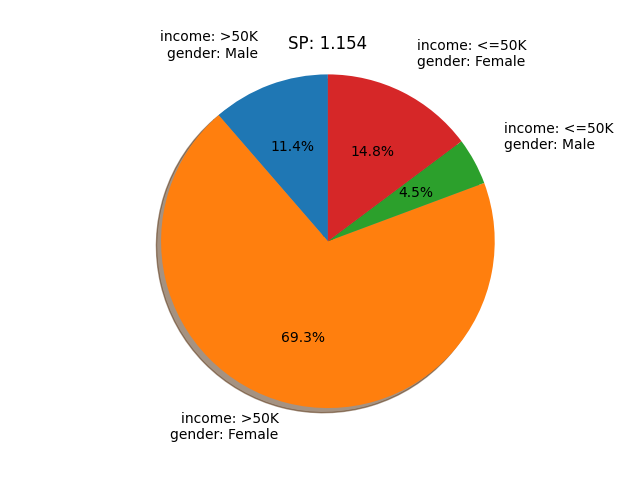 SP: 1.154
income: >50K
gender: Male
income: <=50K
gender: Female
income: <=50K
gender: Male
11.4%
14.8%
4.5%
69.3%
income: >50K
gender: Female